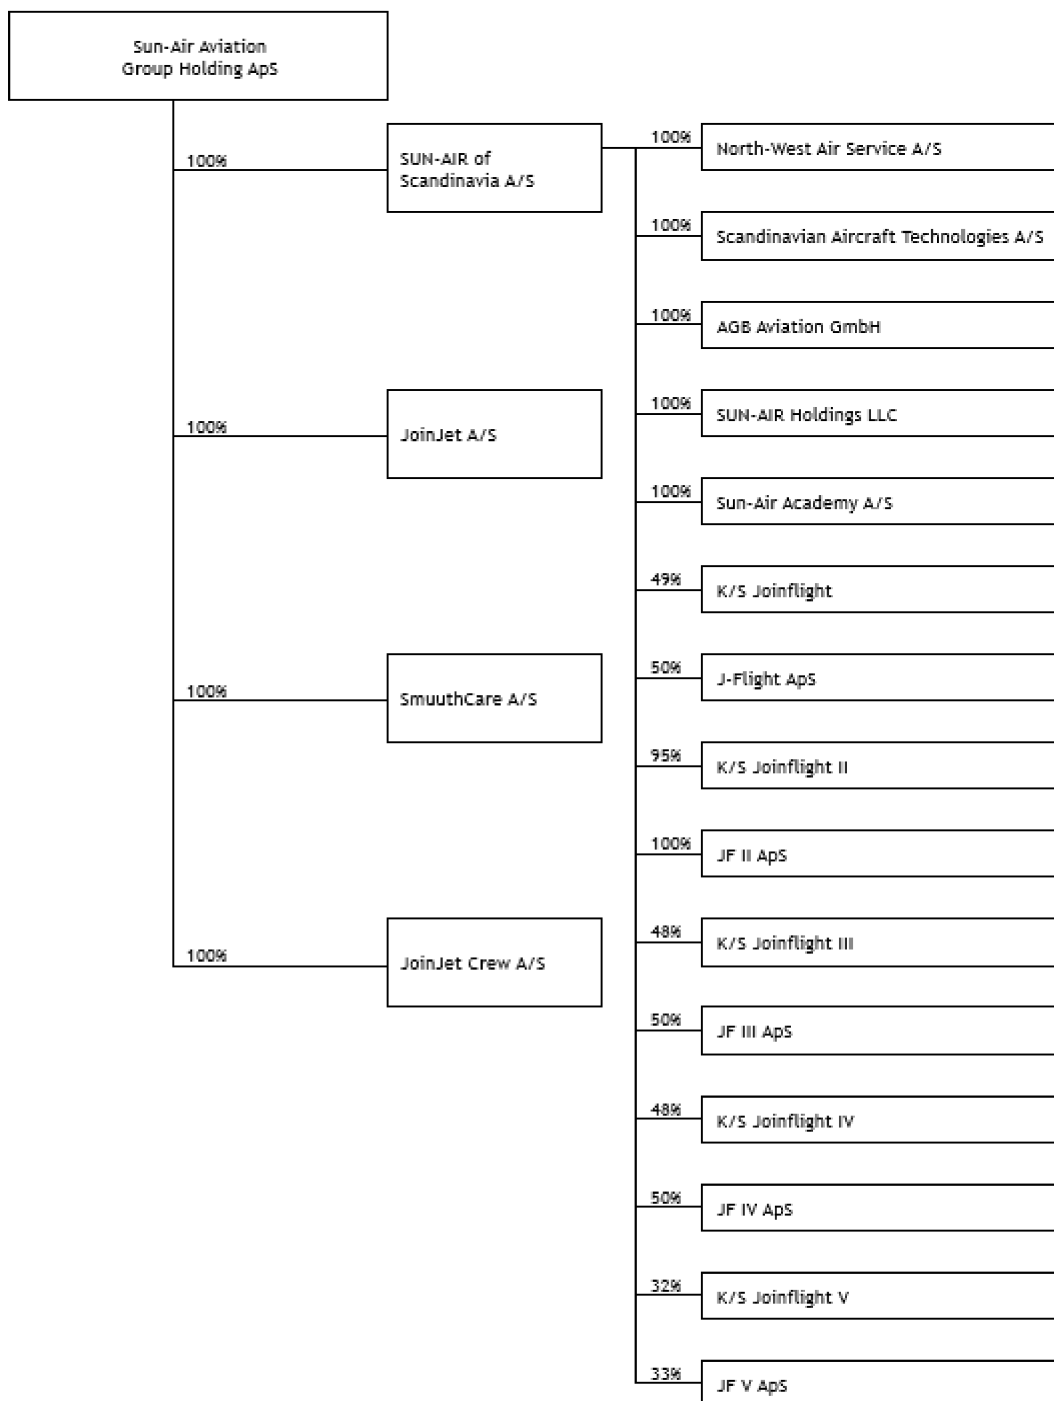 Sun-Air Aviation
Group Holding ApS
100%
SUN-AIR of
Scandinavia A/S
100%
North-West Air Service A/S
100%
Scandinavian Aircraft Technologies A/S
100%
AGB Aviation GmbH
100%
SUN-AIR Holdings LLC
100%
JoinJet A/S
100%
Sun-Air Academy A/S
49%
K/S Joinflight
50%
J-Flight ApS
100%
SmuuthCare A/S
95%
K/S Joinflight II
100%
JF II ApS
48%
K/S Joinflight III
100%
JoinJet Crew A/S
50%
JF III ApS
48%
K/S Joinflight IV
50%
JF IV ApS
32%
K/S Joinflight V
33%
JF V ApS